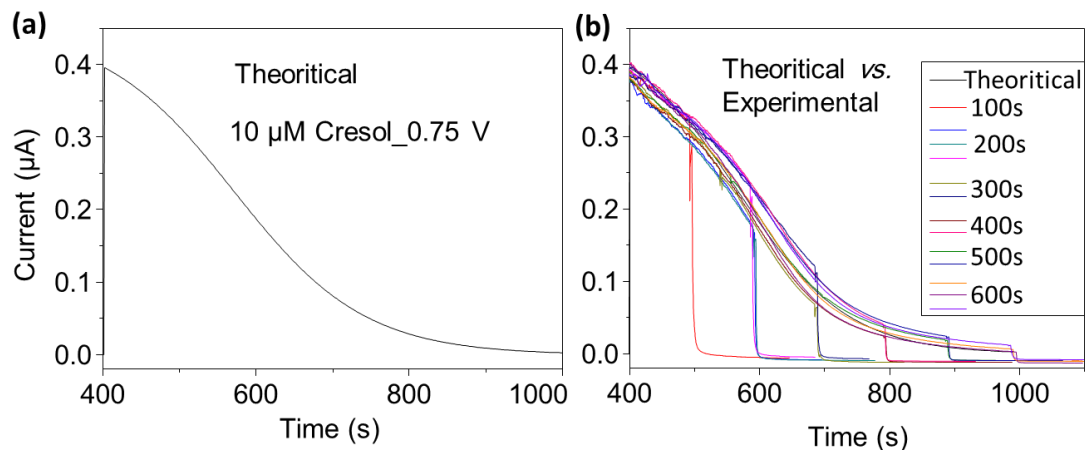 (a)
Theoritical
10 µM Cresol_0.75 V
Current (µA)
0.4
0.3
0.2
0.1
0.0
400
600
800
1000
Time (s)
(b)
Theoritical vs.
Experimental
Theoritical
100s
200s
300s
400s
500s
600s
0.4
0.3
0.2
0.1
0.0
400
600
800
1000
Time (s)